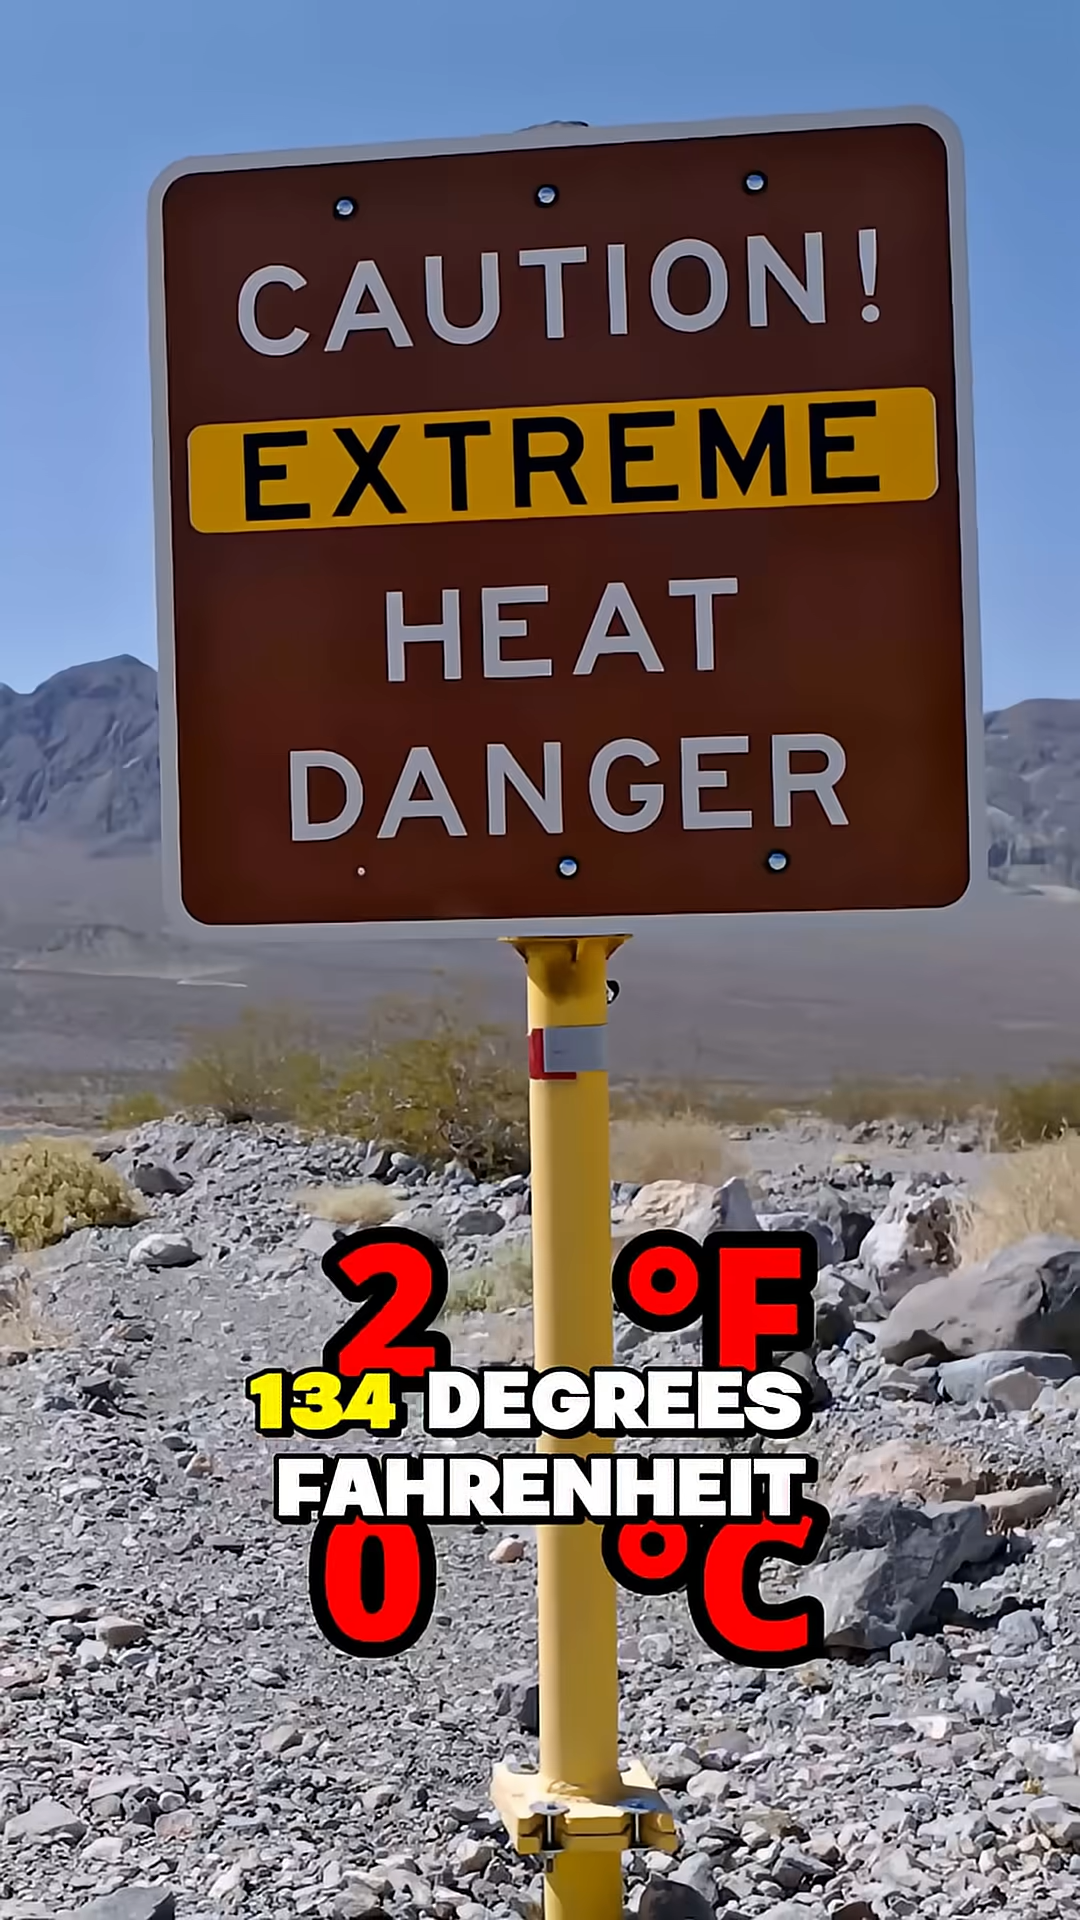 CAUTION!
EXTREME
HEAT
DANGER
2 °F
134 DEGREES
FAHRENHEIT
0 °C